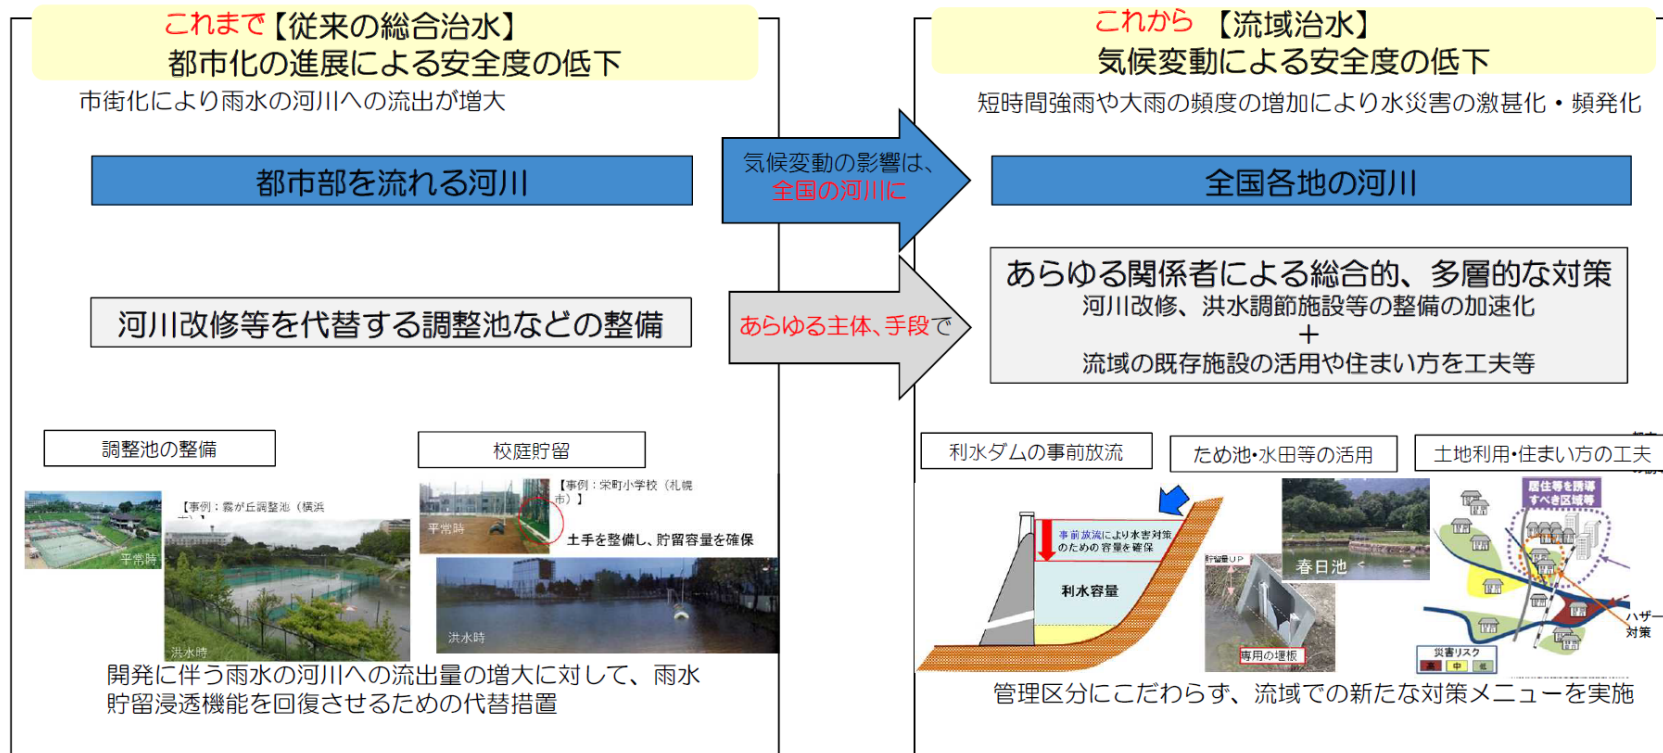 これまで【従来の総合治水】
都市化の進展による安全度の低下
市街化により雨水の河川への流出が増大
都市部を流れる河川
河川改修等を代替する調整池などの整備
調整池の整備
校庭貯留
【事例：霧が丘調整池（横浜
市）】
平常時
洪水時
【事例：栄町小学校（札幌
市）】
平常時
土手を整備し、貯留容量を確保
洪水時
開発に伴う雨水の河川への流出量の増大に対して、雨水
貯留浸透機能を回復させるための代替措置
気候変動の影響は、
全国の河川に
あらゆる主体、手段で
これから【流域治水】
気候変動による安全度の低下
短時間強雨や大雨の頻度の増加により水災害の激甚化・頻発化
全国各地の河川
あらゆる関係者による総合的、多層的な対策
河川改修、洪水調節施設等の整備の加速化
＋
流域の既存施設の活用や住まい方を工夫等
利水ダムの事前放流
ため池・水田等の活用
土地利用・住まい方の工夫
事前放流により水害対策
のための容量を確保
利水容量
貯留量UP
専用の堰板
春日池
居住等を誘導
すべき区域等
ハザー
対策
災害リスク
高 中 低
管理区分にこだわらず、流域での新たな対策メニューを実施